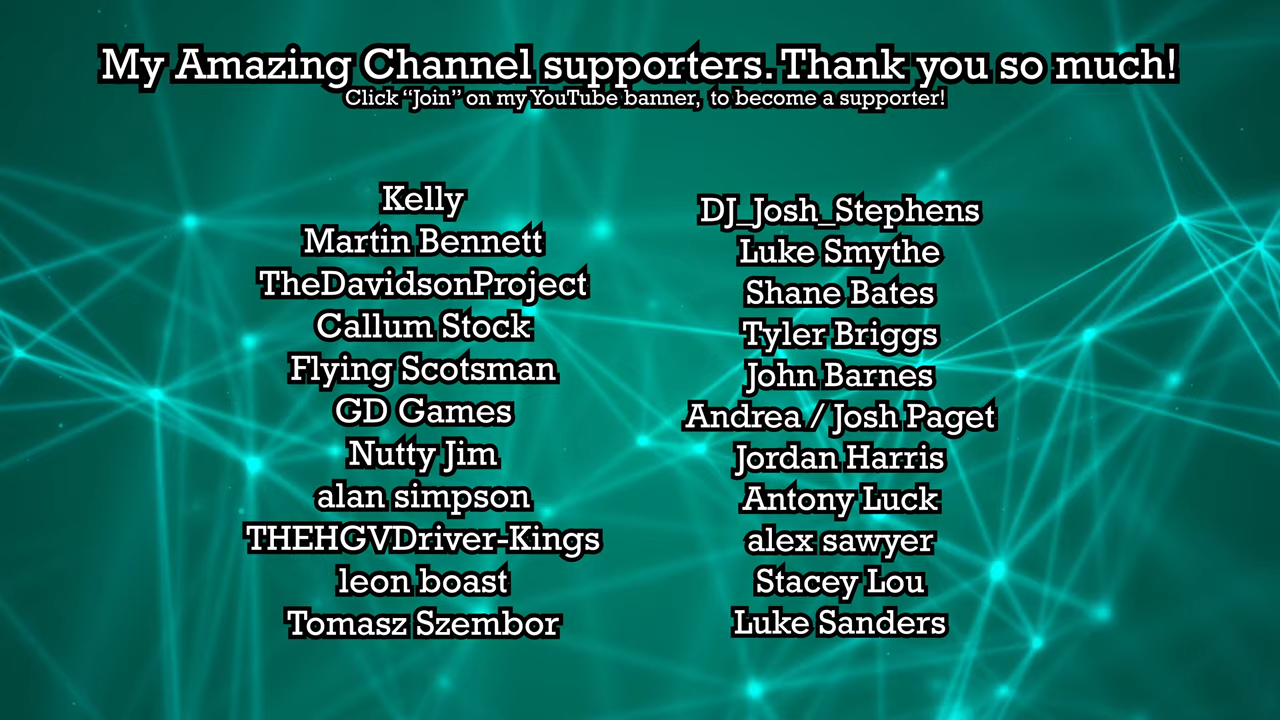 My Amazing Channel supporters. Thank you so much!
Click “Join” on my YouTube banner, to become a supporter!
Kelly
Martin Bennett
TheDavidsonProject
Callum Stock
Flying Scotsman
GD Games
Nutty Jim
alan simpson
THEHGVDriver-Kings
leon boast
Tomasz Szembor
DJ_Josh_Stephens
Luke Smythe
Shane Bates
Tyler Briggs
John Barnes
Andrea / Josh Paget
Jordan Harris
Antony Luck
alex sawyer
Stacey Lou
Luke Sanders